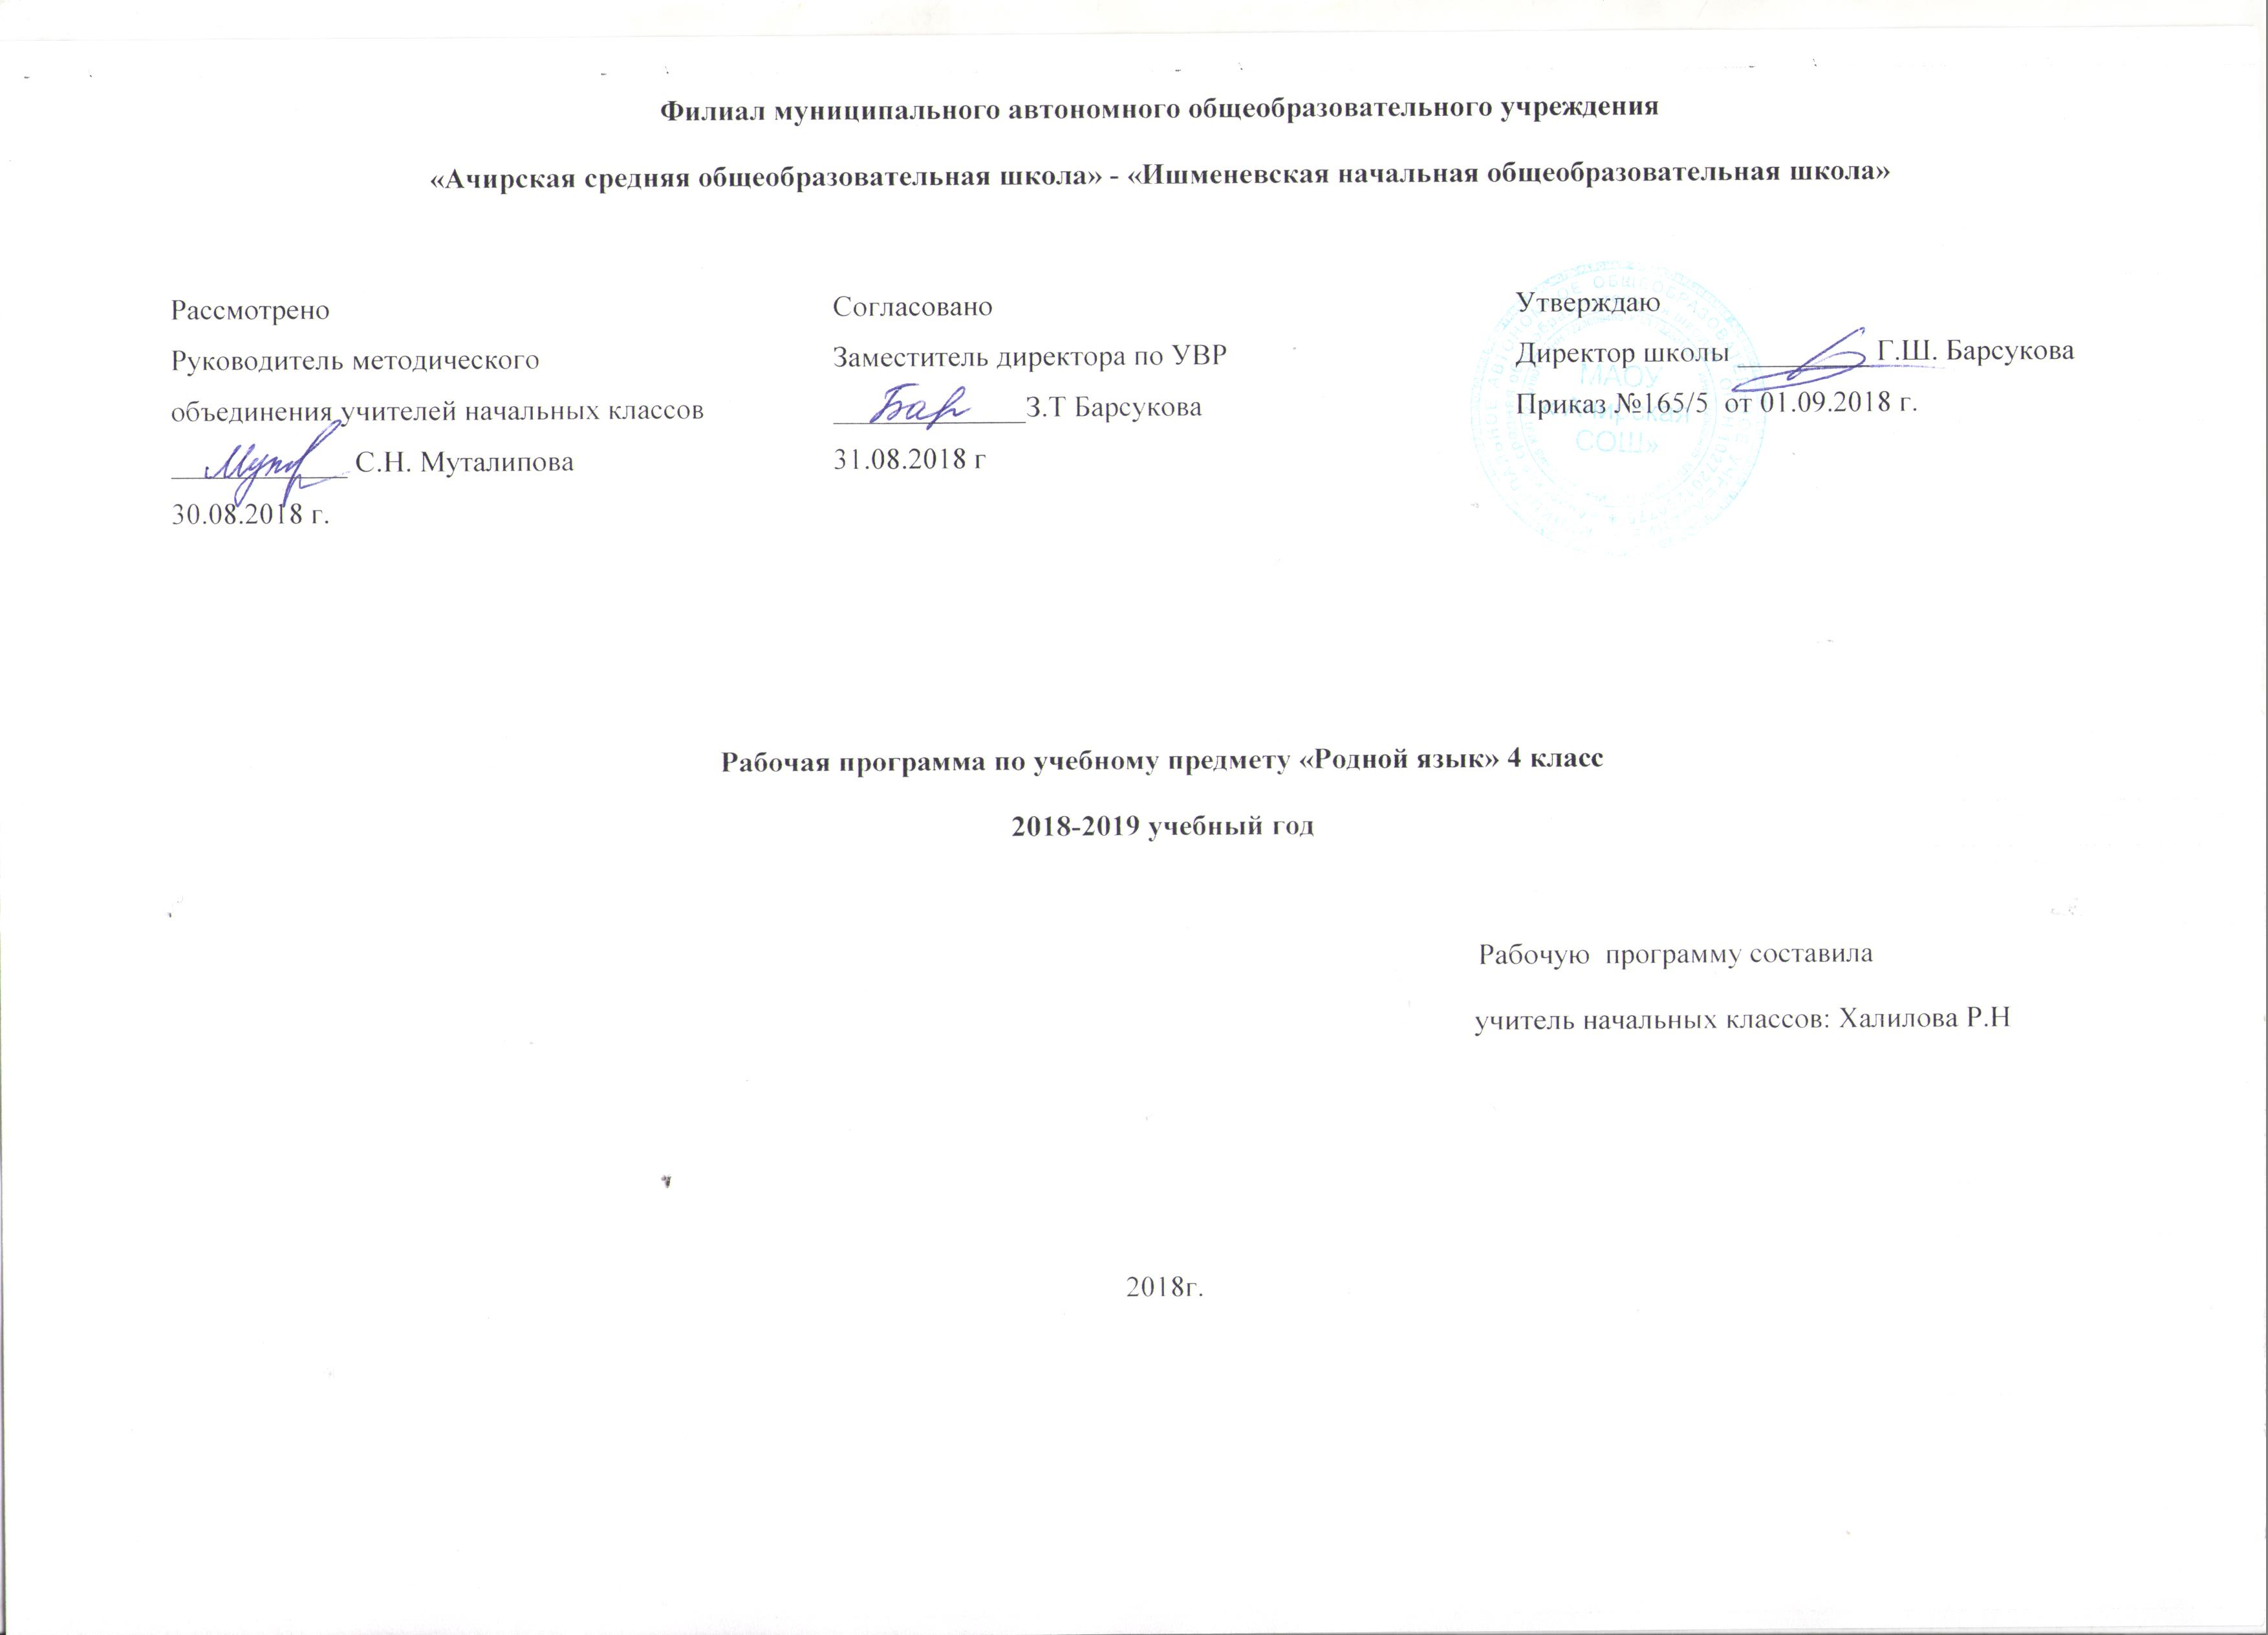 Филиал муниципального автономного общеобразовательного учреждения
«Ачирская средняя общеобразовательная школа» - «Ишменевская начальная общеобразовательная школа»
Рассмотрено
Руководитель методического
объединения учителей начальных классов
С.Н. Муталипова
30.08.2018 г.
Согласовано
Заместитель директора по УВР
Бар З.Т Барсукова
31.08.2018 г
Утверждаю
Директор школы Г.Ш. Барсукова
Приказ №165/5 от 01.09.2018 г.
МАОУ
СОШ»
Рабочая программа по учебному предмету «Родной язык» 4 класс
2018-2019 учебный год
Рабочую программу составила
учитель начальных классов: Халилова Р.Н
2018г.